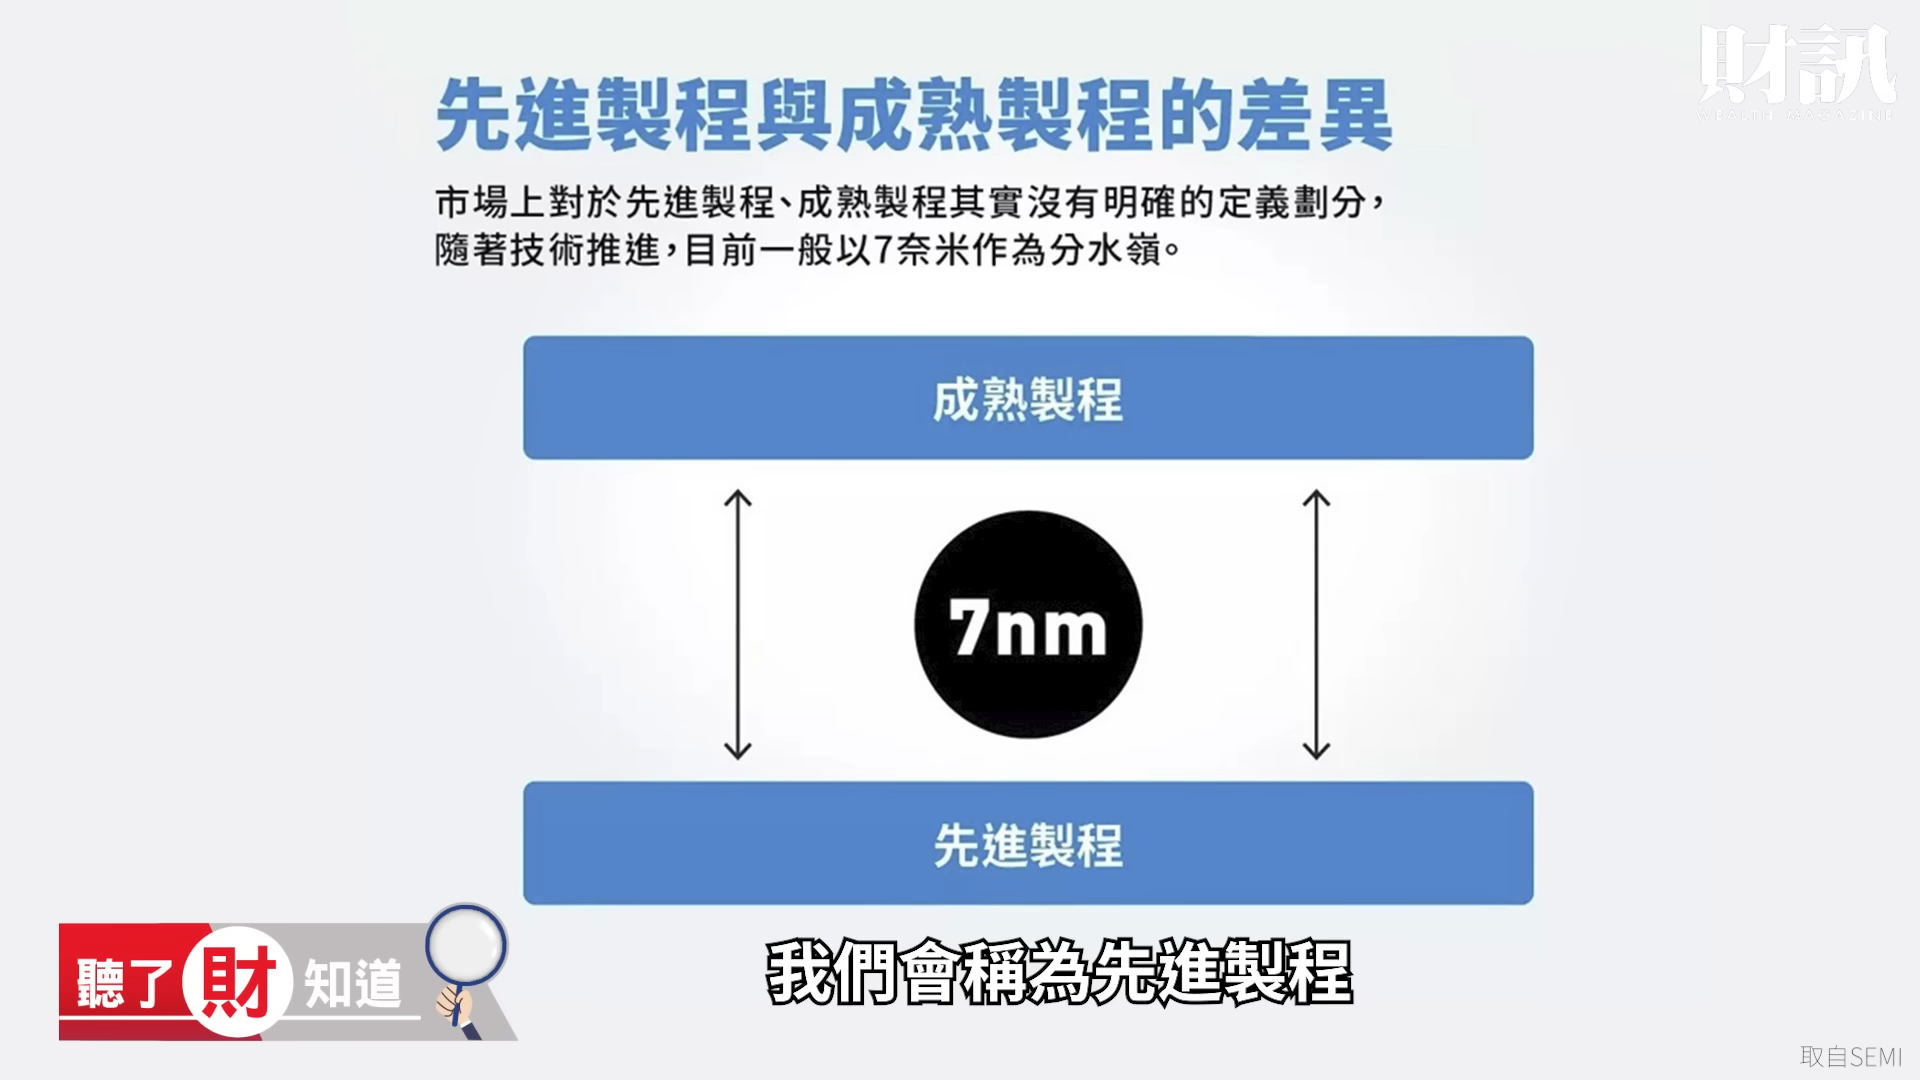 財訊
WEALTH MAGAZINE
先進製程與成熟製程的差異
市場上對於先進製程、成熟製程其實沒有明確的定義劃分，
隨著技術推進，目前一般以7奈米作為分水嶺。
成熟製程
7nm
先進製程
聽了財知道
我們會稱為先進製程
取自SEMI